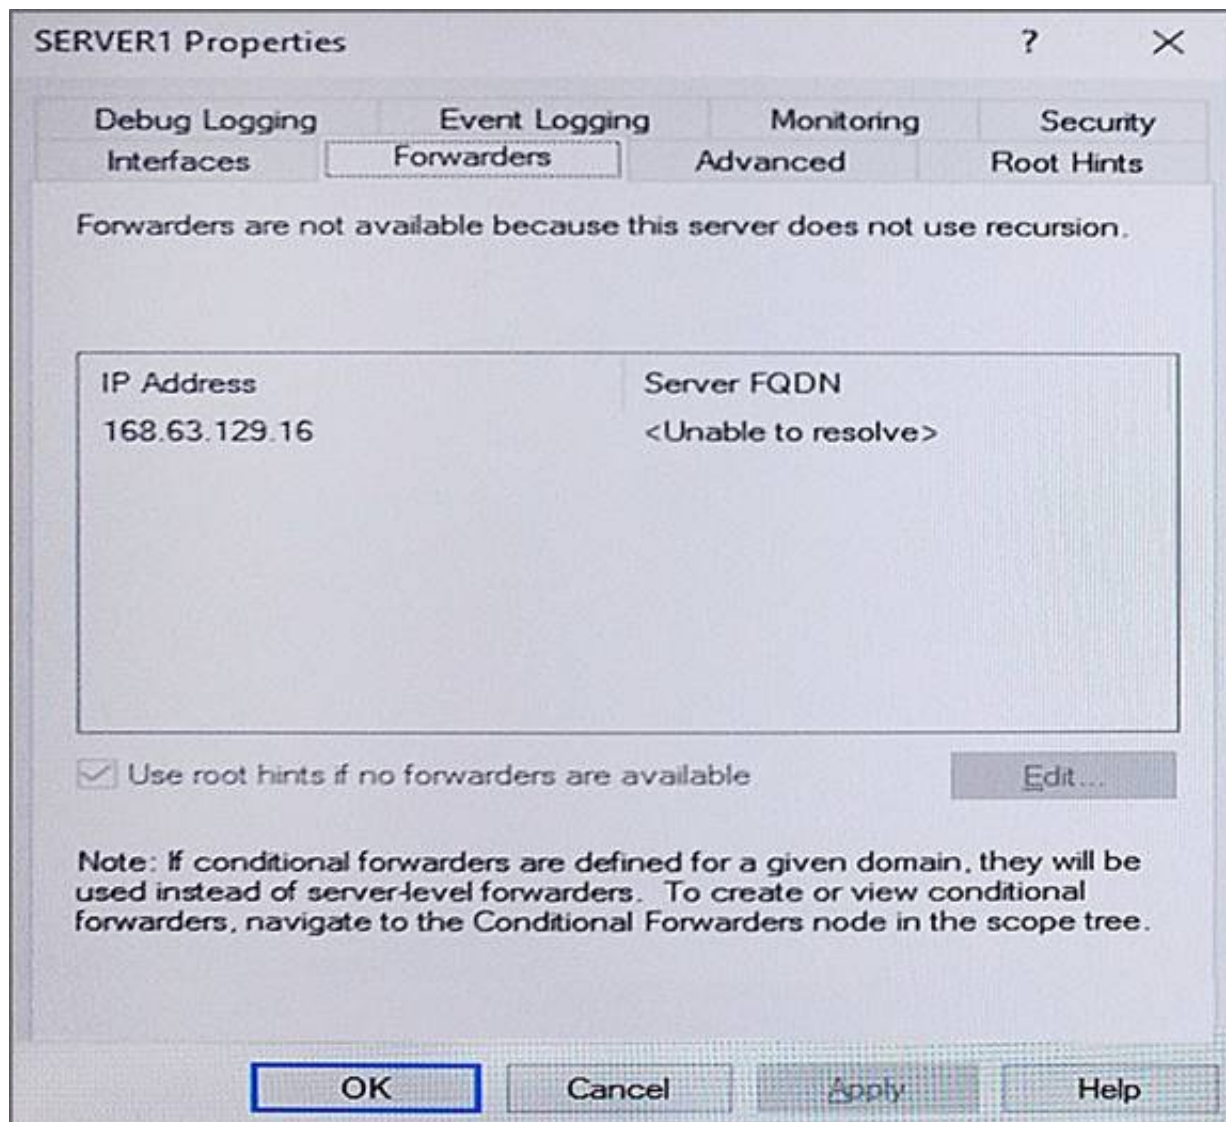 SERVER1 Properties ?
Debug Logging Event Logging Monitoring Security
Interfaces Forwarders Advanced Root Hints
Forwarders are not available because this server does not use recursion.
IP Address Server FQDN
168.63.129.16 <Unable to resolve>
Use root hints if no forwarders are available Edit...
Note: If conditional forwarders are defined for a given domain, they will be
used instead of server-level forwarders. To create or view conditional
forwarders, navigate to the Conditional Forwarders node in the scope tree.
OK Cancel Apply Help